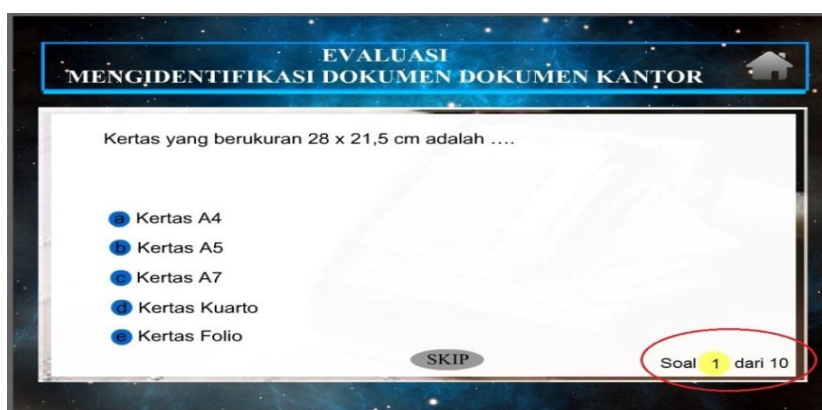 EVALUASI
MENGIDENTIFIKASI DOKUMEN DOKUMEN KANTOR
Kertas yang berukuran 28 x 21,5 cm adalah ....
a Kertas A4
b Kertas A5
c Kertas A7
d Kertas Kuarto
e Kertas Folio
SKIP
Soal 1 dari 10